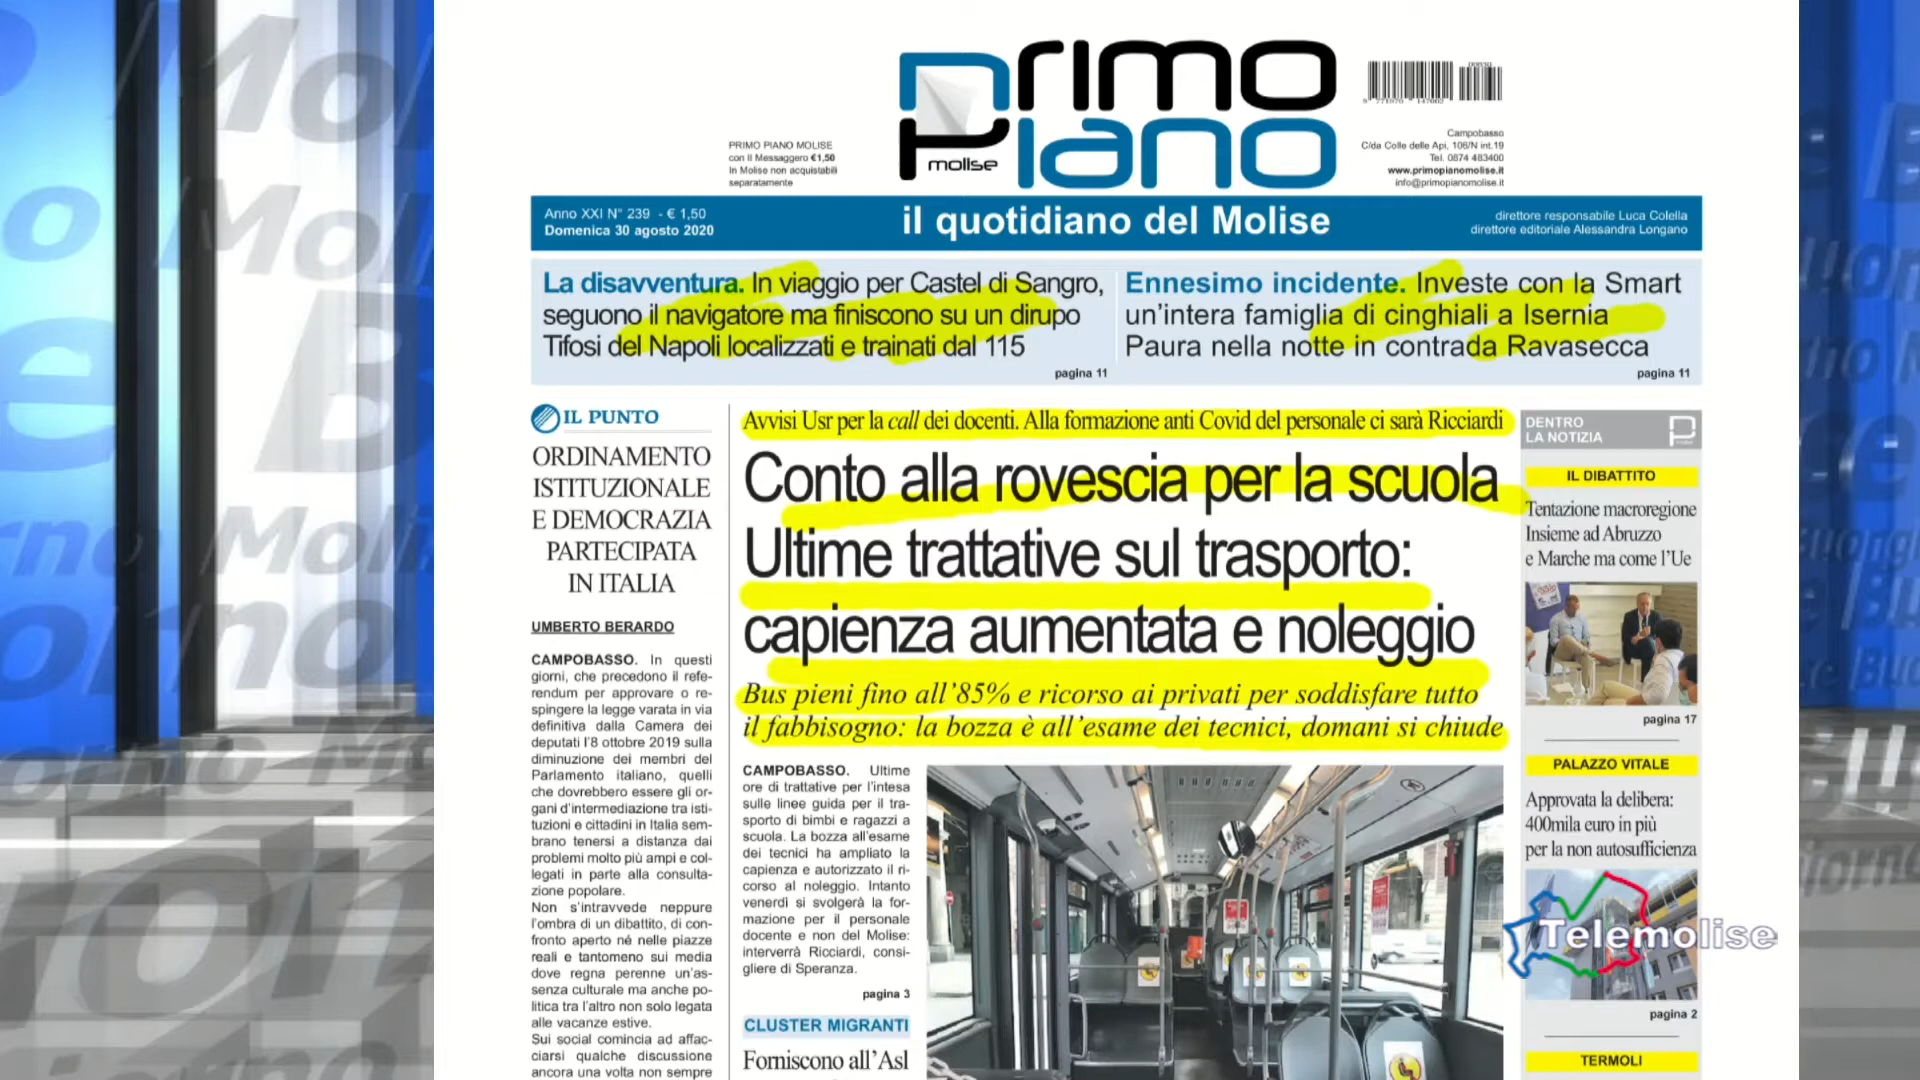 PRIMO
PIANO
molise
PRIMO PIANO MOLISE
con Il Messaggero €1,50
In Molise non acquistabili
separatamente
Campobasso
C/da Colle delle Api, 106/N int.19
Tel. 0874 483400
www.primopianomolise.it
info@primopianomolise.it
Anno XXI N° 239 - € 1,50
Domenica 30 agosto 2020
il quotidiano del Molise
direttore responsabile Luca Colella
direttore editoriale Alessandra Longano
La disavventura. In viaggio per Castel di Sangro,
seguono il navigatore ma finiscono su un dirupo
Tifosi del Napoli localizzati e trainati dal 115
pagina 11
Ennesimo incidente. Investe con la Smart
un'intera famiglia di cinghiali a Isernia
Paura nella notte in contrada Ravasecca
pagina 11
IL PUNTO
ORDINAMENTO
ISTITUZIONALE
E DEMOCRAZIA
PARTECIPATA
IN ITALIA
UMBERTO BERARDO
CAMPOBASSO. In questi
giorni, che precedono il refe-
rendum per approvare o re-
spingere la legge varata in via
definitiva dalla Camera dei
deputati l'8 ottobre 2019 sulla
diminuzione dei membri del
Parlamento italiano, quelli
che dovrebbero essere gli or-
gani d'intermediazione tra isti-
tuzioni e cittadini in Italia sem-
brano tenersi a distanza dai
problemi molto più ampi e col-
legati in parte alla consulta-
zione popolare.
Non s'intravvede neppure
l'ombra di un dibattito, di con-
fronto aperto né nelle piazze
reali e tantomeno sui media
dove regna perenne un'as-
senza culturale ma anche po-
litica tra l'altro non solo legata
alle vacanze estive.
Sui social comincia ad affac-
ciarsi qualche discussione
ancora una volta non sempre
Avvisi Usr per la call dei docenti. Alla formazione anti Covid del personale ci sarà Ricciardi
Conto alla rovescia per la scuola
Ultime trattative sul trasporto:
capienza aumentata e noleggio
Bus pieni fino all'85% e ricorso ai privati per soddisfare tutto
il fabbisogno: la bozza è all'esame dei tecnici, domani si chiude
CAMPOBASSO. Ultime
ore di trattative per l'intesa
sulle linee guida per il tra-
sporto di bimbi e ragazzi a
scuola. La bozza all'esame
dei tecnici ha ampliato la
capienza e autorizzato il ri-
corso al noleggio. Intanto
venerdì si svolgerà la for-
mazione per il personale
docente e non del Molise:
interverrà Ricciardi, consi-
gliere di Speranza.
pagina 3
CLUSTER MIGRANTI
Forniscono all'Asl
DENTRO
LA NOTIZIA
IL DIBATTITO
Tentazione macroregione
Insieme ad Abruzzo
e Marche ma come l'Ue
pagina 17
PALAZZO VITALE
Approvata la delibera:
400mila euro in più
per la non autosufficienza
Telemolise
pagina 2
TERMOLI